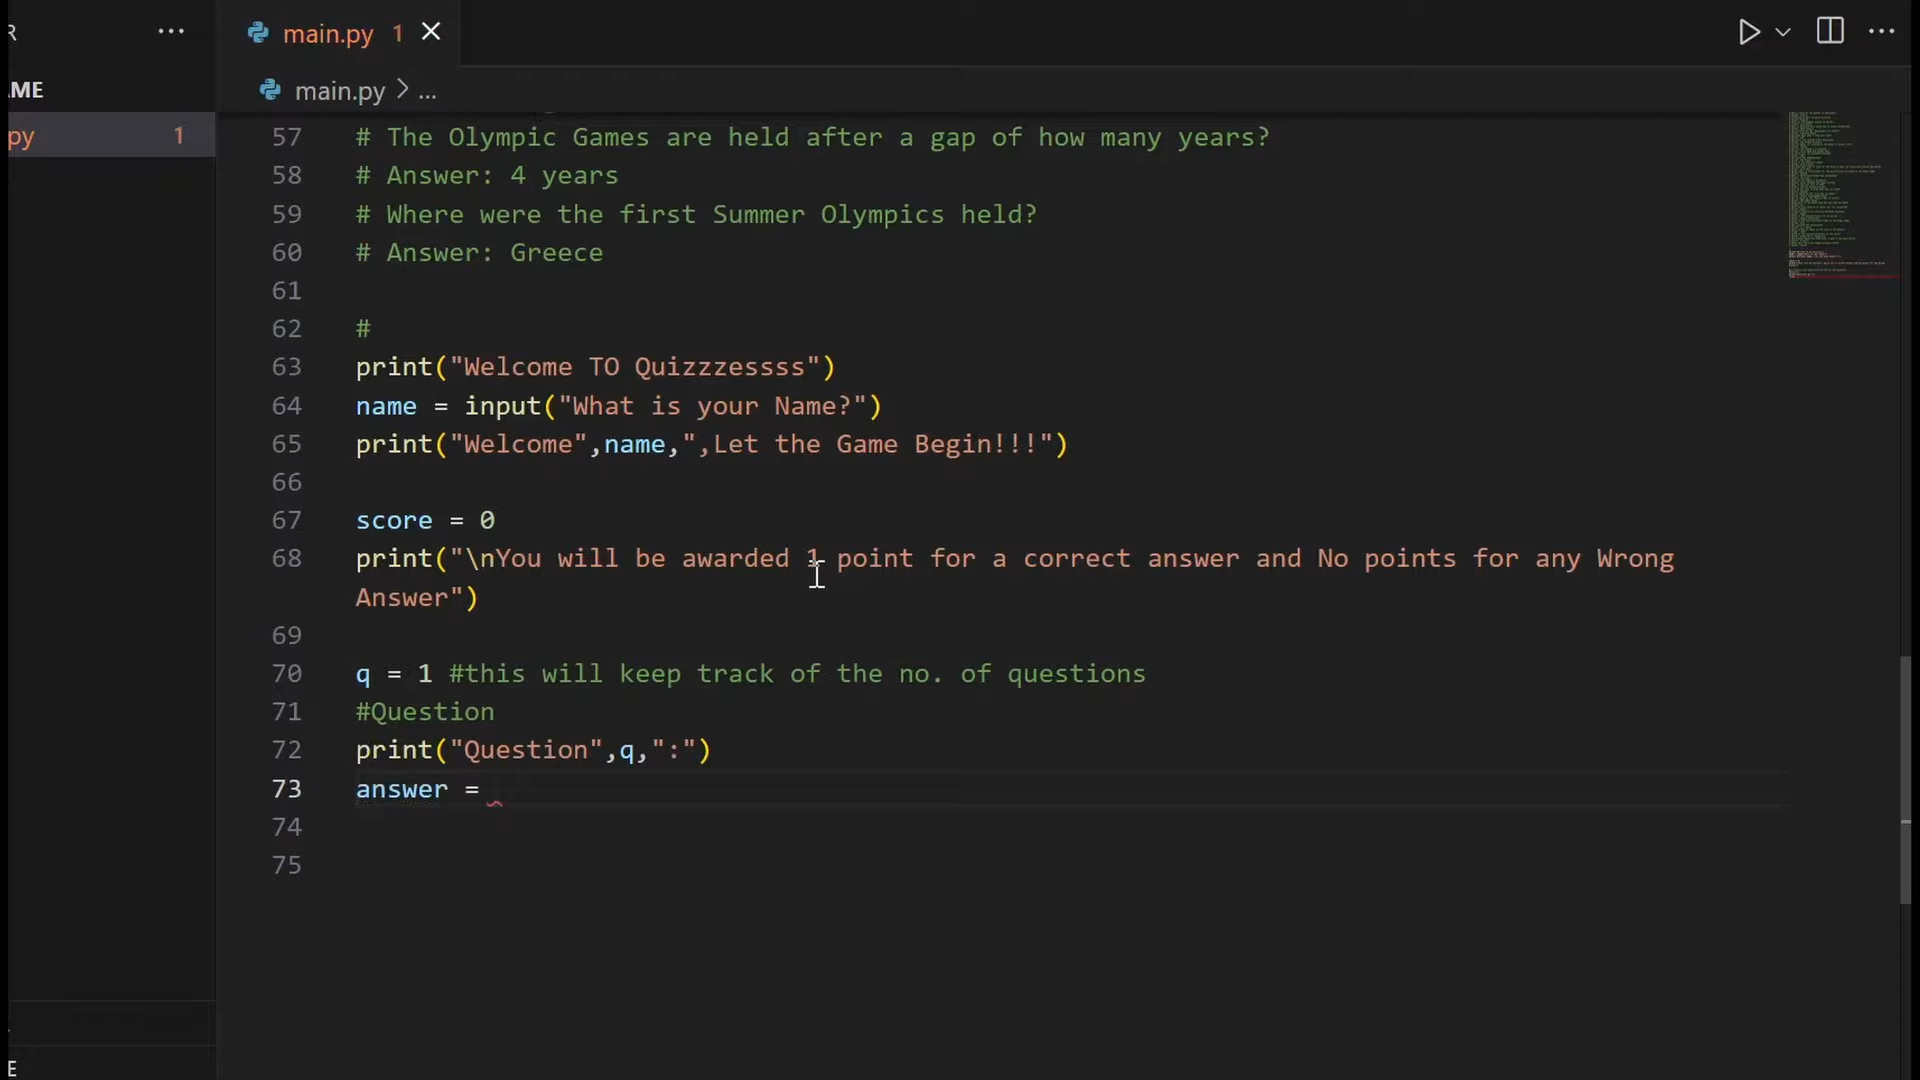 R ...
main.py 1
AME
main.py > ...
py 1
57 # The Olympic Games are held after a gap of how many years?
58 # Answer: 4 years
59 # Where were the first Summer Olympics held?
60 # Answer: Greece
61
62 #
63 print("Welcome TO Quizzzessss")
64 name = input("What is your Name?")
65 print("Welcome",name,",Let the Game Begin!!!")
66
67 score = 0
68 print("\nYou will be awarded 1 point for a correct answer and No points for any Wrong
Answer")
69
70 q = 1 #this will keep track of the no. of questions
71 #Question
72 print("Question",q,":")
73 answer =
74
75
E